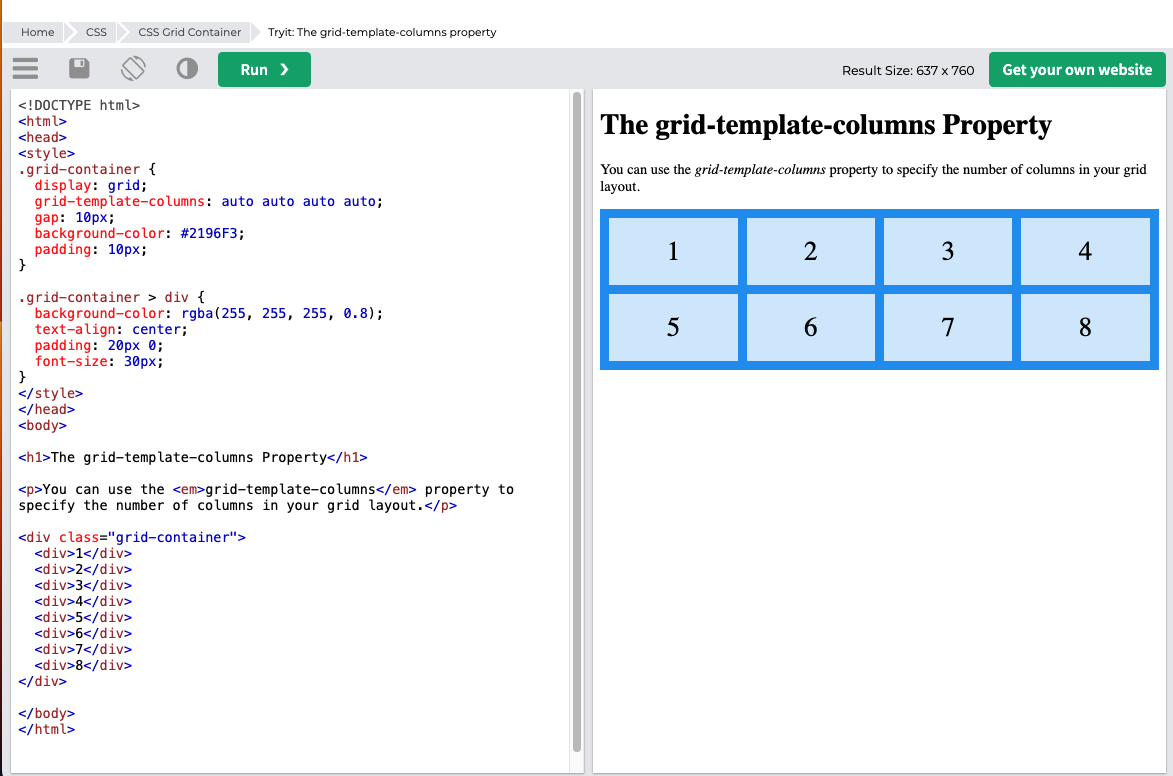 Home CSS CSS Grid Container Tryit: The grid-template-columns property
Run ❯ Result Size: 637 x 760 Get your own website
<!DOCTYPE html>
<html>
<head>
<style>
.grid-container {
  display: grid;
  grid-template-columns: auto auto auto auto;
  gap: 10px;
  background-color: #2196F3;
  padding: 10px;
}

.grid-container > div {
  background-color: rgba(255, 255, 255, 0.8);
  text-align: center;
  padding: 20px 0;
  font-size: 30px;
}
</style>
</head>
<body>

<h1>The grid-template-columns Property</h1>

<p>You can use the <em>grid-template-columns</em> property to
specify the number of columns in your grid layout.</p>

<div class="grid-container">
  <div>1</div>
  <div>2</div>
  <div>3</div>
  <div>4</div>
  <div>5</div>
  <div>6</div>
  <div>7</div>
  <div>8</div>
</div>

</body>
</html>
The grid-template-columns Property
You can use the grid-template-columns property to specify the number of columns in your grid
layout.
1 2 3 4
5 6 7 8